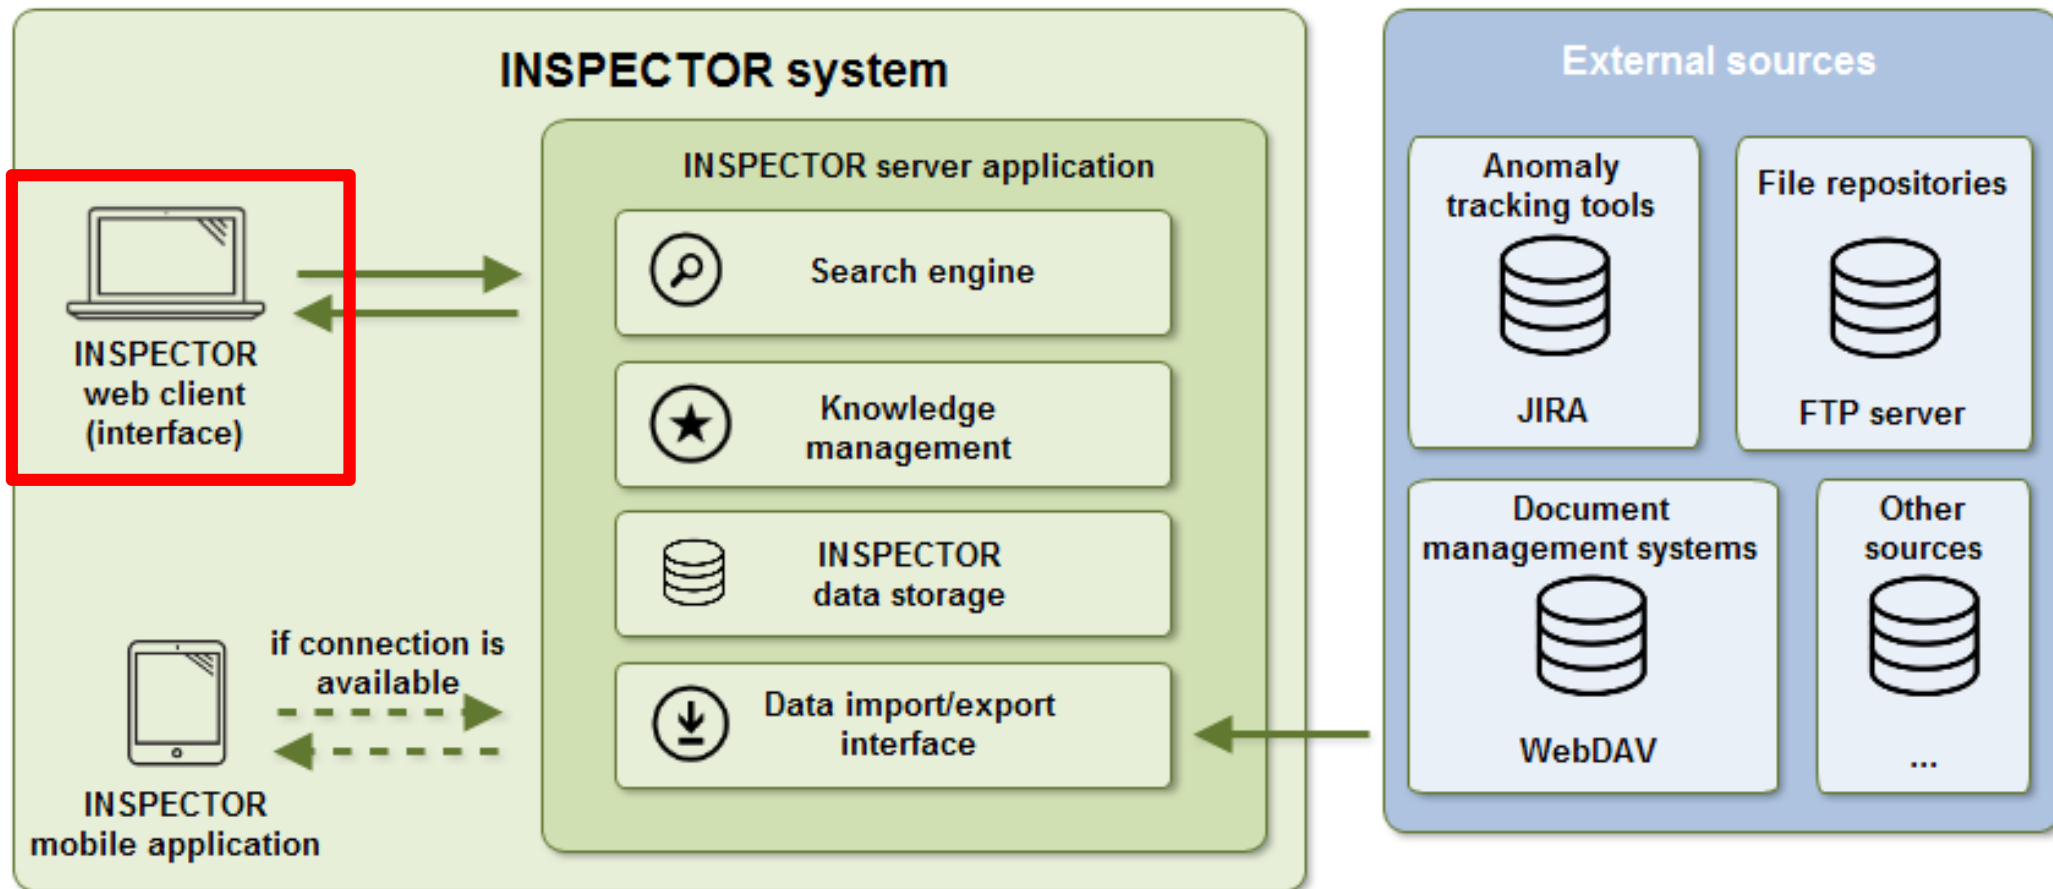 INSPECTOR system
INSPECTOR
web client
(interface)
if connection is
available
INSPECTOR
mobile application
INSPECTOR server application
Search engine
Knowledge
management
INSPECTOR
data storage
Data import/export
interface
External sources
Anomaly
tracking tools
JIRA
File repositories
FTP server
Document
management systems
WebDAV
Other
sources
...